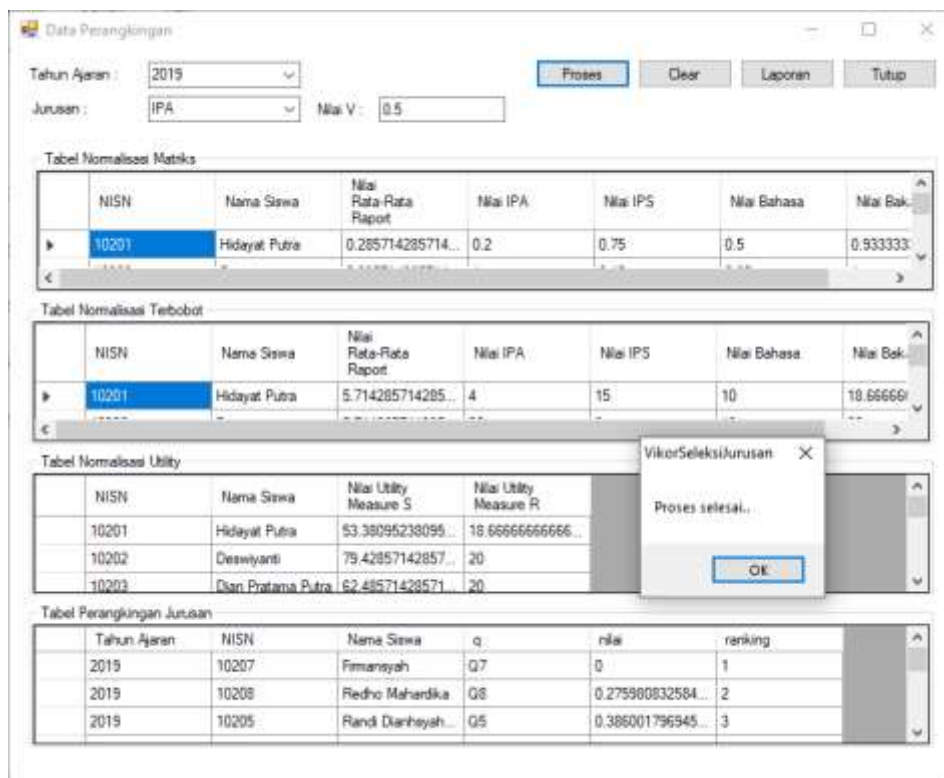 Data Perangkingan
Tahun Ajaran : 2019 Proses Clear Laporan Tutup
Jurusan : IPA Nilai V : 0.5
Tabel Normalisasi Matriks
NISN Nama Siswa Nilai Rata-Rata Raport Nilai IPA Nilai IPS Nilai Bahasa Nilai Bak
10201 Hidayat Putra 0.285714285714... 0.2 0.75 0.5 0.933333
Tabel Normalisasi Terbobot
NISN Nama Siswa Nilai Rata-Rata Raport Nilai IPA Nilai IPS Nilai Bahasa Nilai Bak
10201 Hidayat Putra 5.714285714285... 4 15 10 18.66666
Tabel Normalisasi Utility
NISN Nama Siswa Nilai Utility Measure S Nilai Utility Measure R
10201 Hidayat Putra 53.38095238095... 18.66666666666...
10202 Deswiyanti 79.42857142857... 20
10203 Dian Pratama Putra 62.48571428571... 20
VikorSeleksiJurusan
Proses selesai..
OK
Tabel Perangkingan Jurusan
Tahun Ajaran NISN Nama Siswa q nilai ranking
2019 10207 Firmansyah Q7 0 1
2019 10208 Redho Mahardika Q8 0.275980832584... 2
2019 10205 Randi Dianhsyah... Q5 0.386001796945... 3